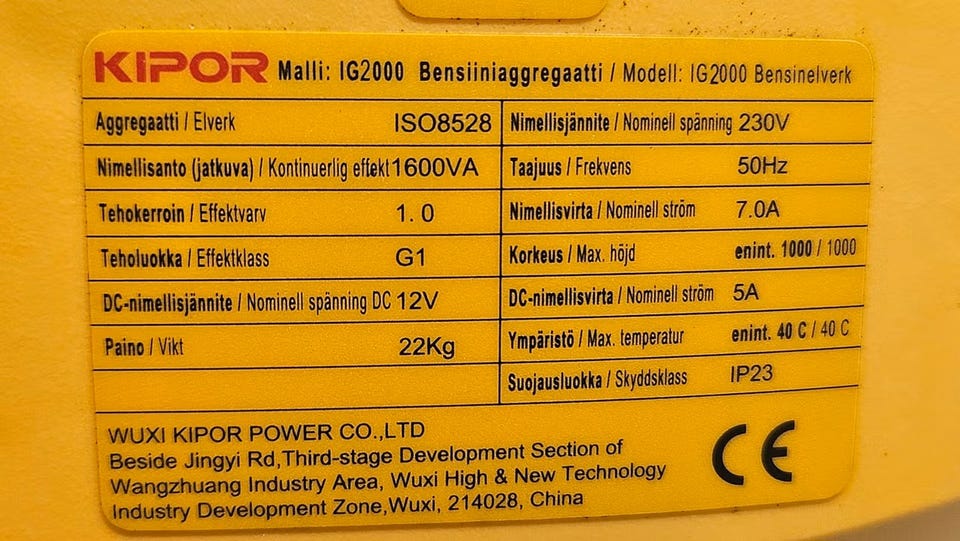 KIPOR Malli: IG2000 Bensiiniaggregaatti / Modell: IG2000 Bensinelverk
Aggregaatti / Elverk ISO8528 Nimellisjännite / Nominell spänning 230V
Nimellisanto (jatkuva) / Kontinuerlig effekt 1600VA Taajuus / Frekvens 50Hz
Tehokerroin / Effektvarv 1.0 Nimellisvirta / Nominell ström 7.0A
Teholuokka / Effektklass G1 Korkeus / Max. höjd enint. 1000 / 1000
DC-nimellisjännite / Nominell spänning DC 12V DC-nimellisvirta / Nominell ström 5A
Paino / Vikt 22Kg Ympäristö / Max. temperatur enint. 40 C / 40 C
Suojausluokka / Skyddsklass IP23
WUXI KIPOR POWER CO.,LTD
Beside Jingyi Rd,Third-stage Development Section of
Wangzhuang Industry Area, Wuxi High & New Technology
Industry Development Zone,Wuxi, 214028, China
CE